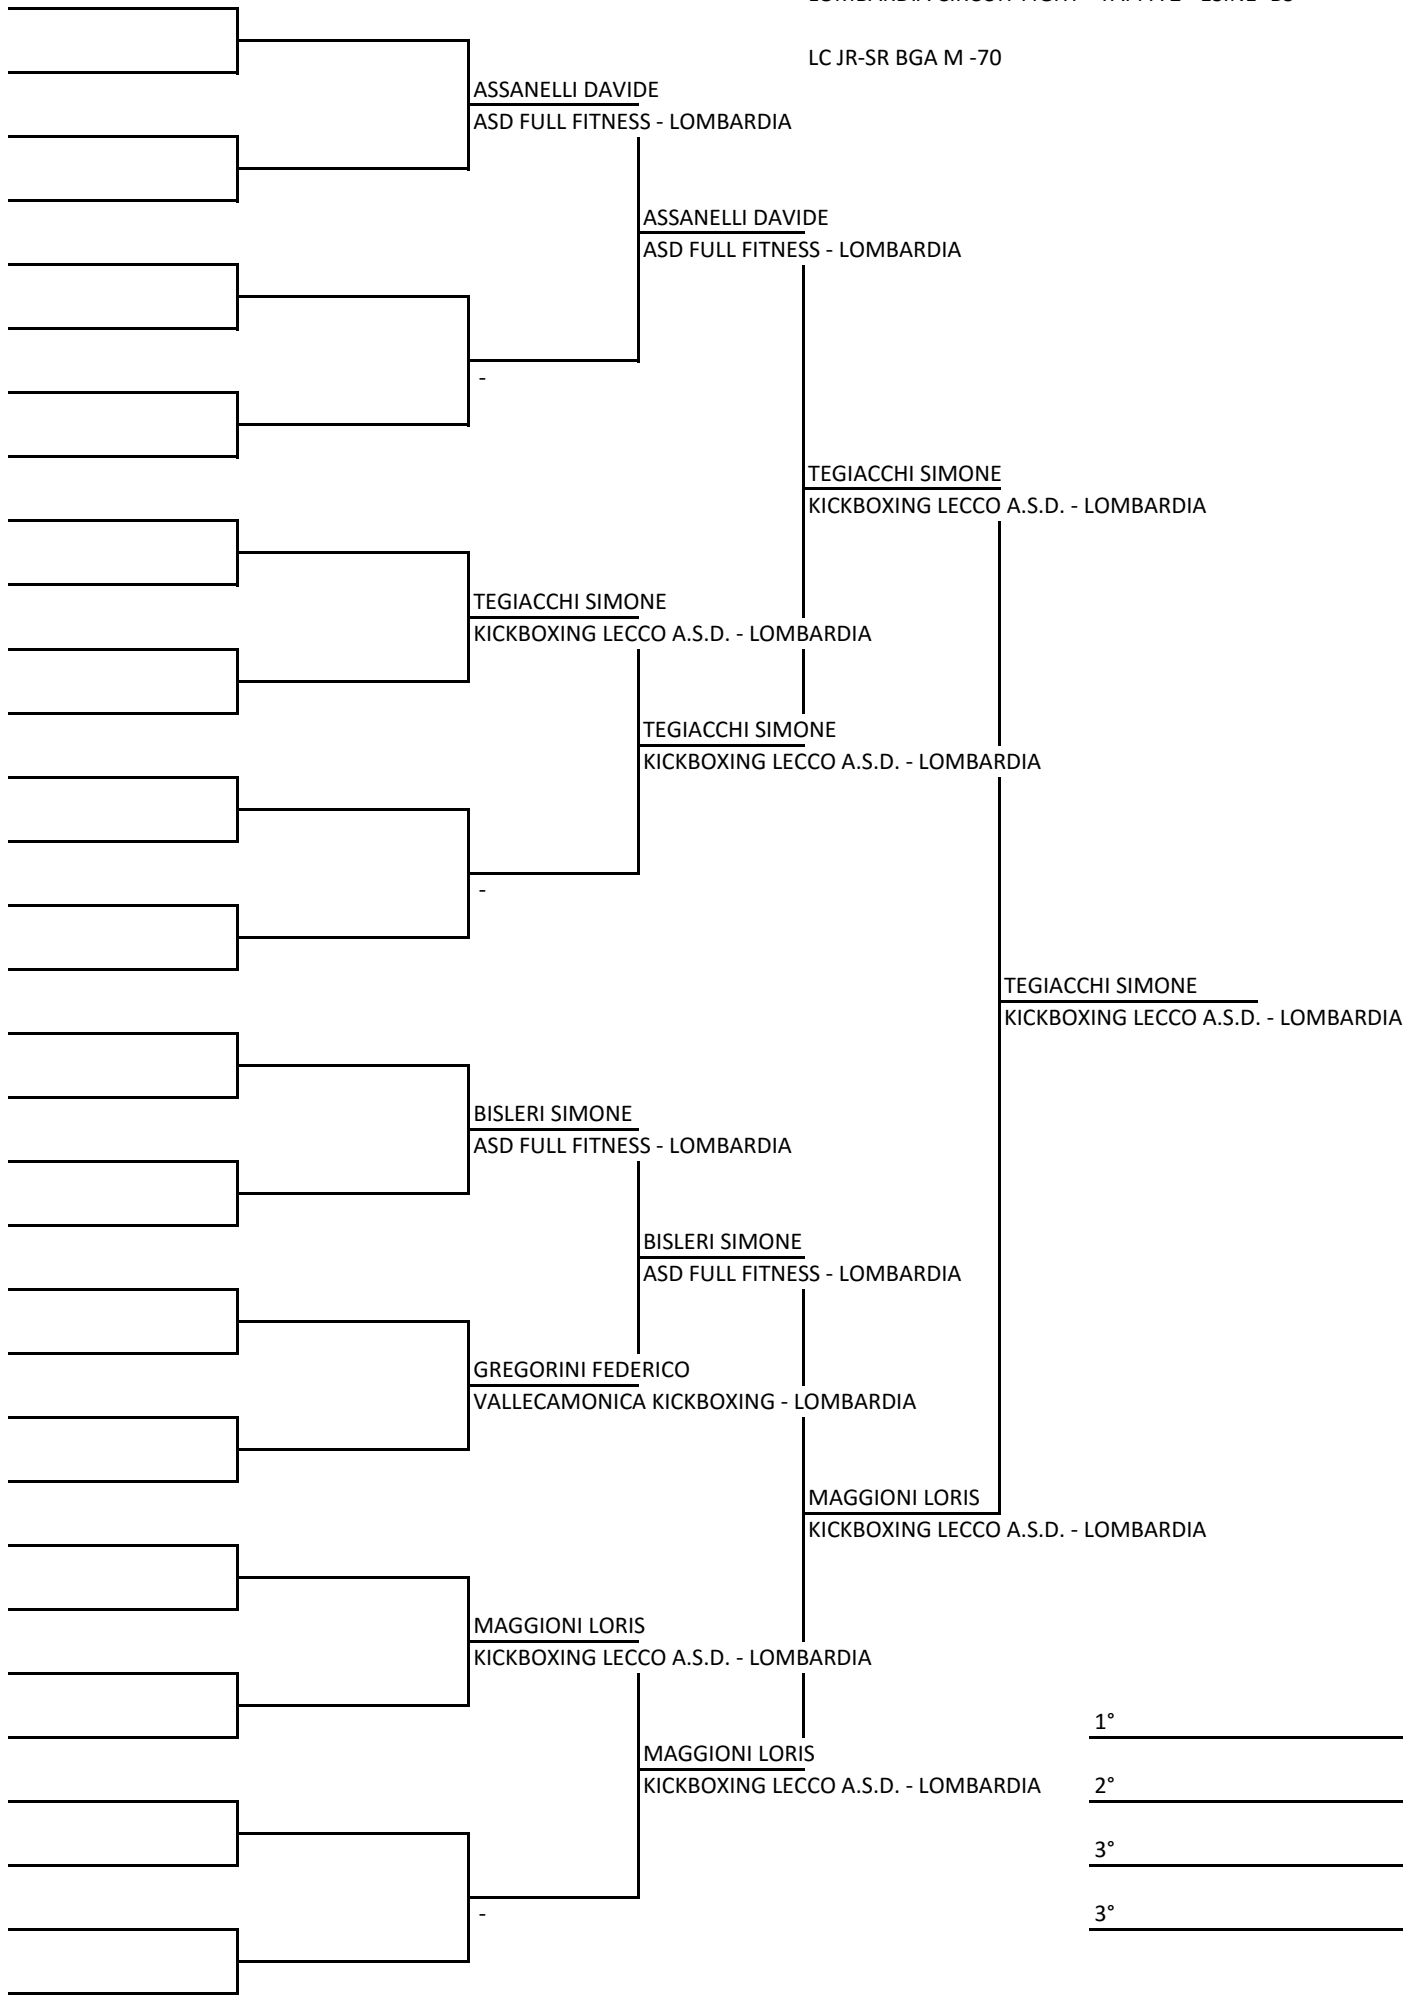 LC JR-SR BGA M -70
ASSANELLI DAVIDE
ASD FULL FITNESS - LOMBARDIA
ASSANELLI DAVIDE
ASD FULL FITNESS - LOMBARDIA
-
TEGIACCHI SIMONE
KICKBOXING LECCO A.S.D. - LOMBARDIA
TEGIACCHI SIMONE
KICKBOXING LECCO A.S.D. - LOMBARDIA
TEGIACCHI SIMONE
KICKBOXING LECCO A.S.D. - LOMBARDIA
-
TEGIACCHI SIMONE
KICKBOXING LECCO A.S.D. - LOMBARDIA
BISLERI SIMONE
ASD FULL FITNESS - LOMBARDIA
BISLERI SIMONE
ASD FULL FITNESS - LOMBARDIA
GREGORINI FEDERICO
VALLECAMONICA KICKBOXING - LOMBARDIA
MAGGIONI LORIS
KICKBOXING LECCO A.S.D. - LOMBARDIA
MAGGIONI LORIS
KICKBOXING LECCO A.S.D. - LOMBARDIA
1°
MAGGIONI LORIS
KICKBOXING LECCO A.S.D. - LOMBARDIA
2°
3°
-
3°